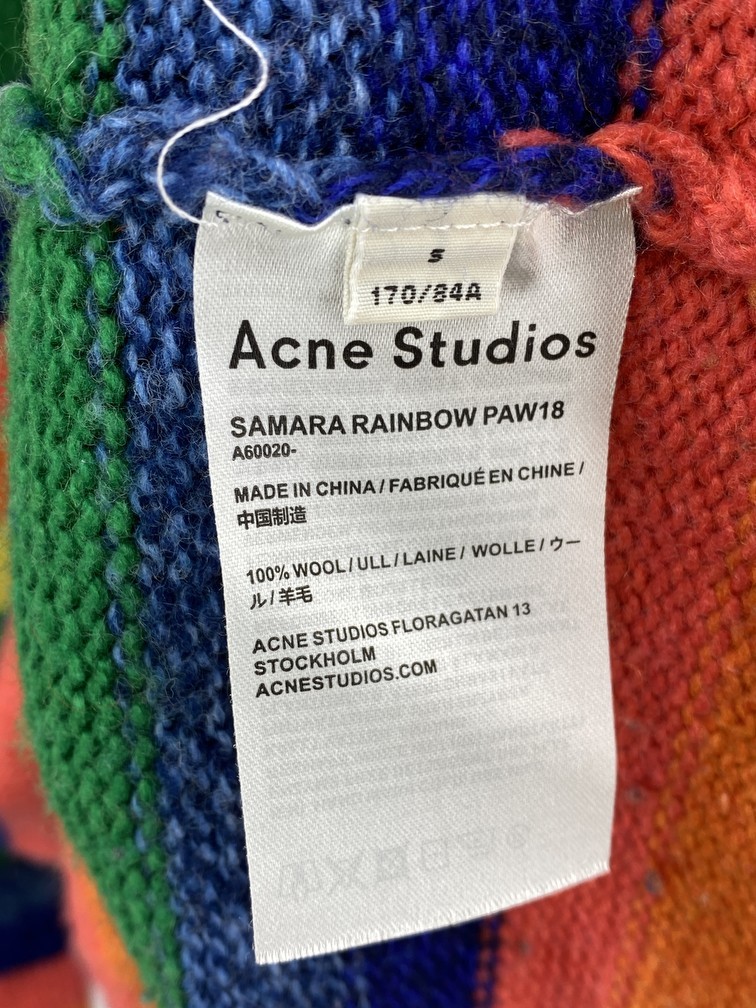 S
170/84A
Acne Studios
SAMARA RAINBOW PAW18
A60020-
MADE IN CHINA / FABRIQUÉ EN CHINE /
中国制造
100% WOOL / ULL / LAINE / WOLLE / ウー
ル / 羊毛
ACNE STUDIOS FLORAGATAN 13
STOCKHOLM
ACNESTUDIOS.COM